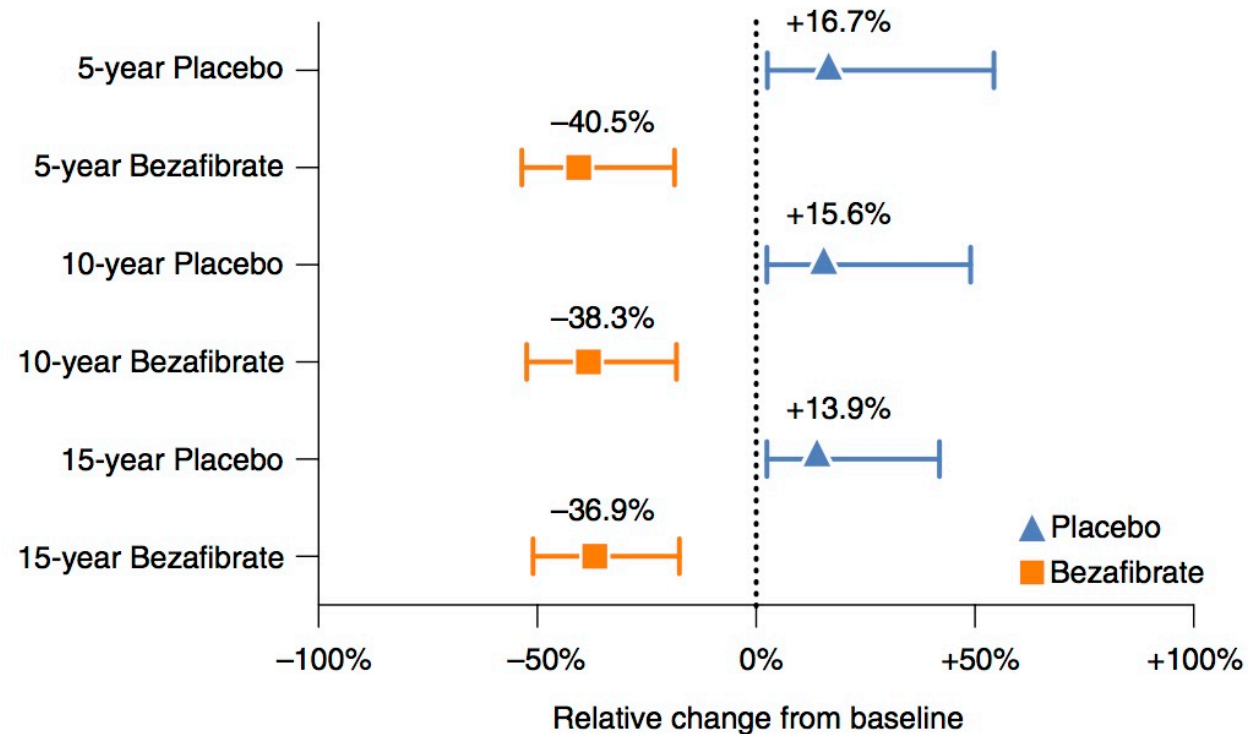 +16.7%
5-year Placebo
–40.5%
5-year Bezafibrate
+15.6%
10-year Placebo
–38.3%
10-year Bezafibrate
+13.9%
15-year Placebo
–36.9%
15-year Bezafibrate
Placebo
Bezafibrate
–100% –50% 0% +50% +100%
Relative change from baseline